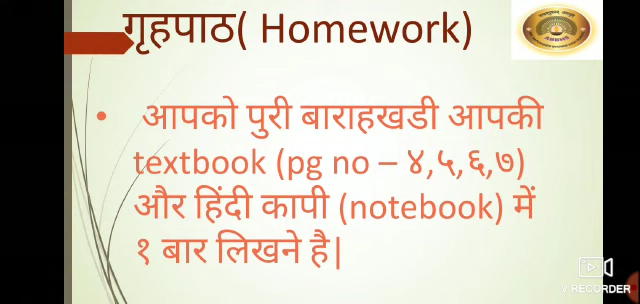 गृहपाठ( Homework)
• आपको पुरी बाराहखडी आपकी
textbook (pg no – ४,५,६,७)
और हिंदी कापी (notebook) में
१ बार लिखने है|
V RECORDER